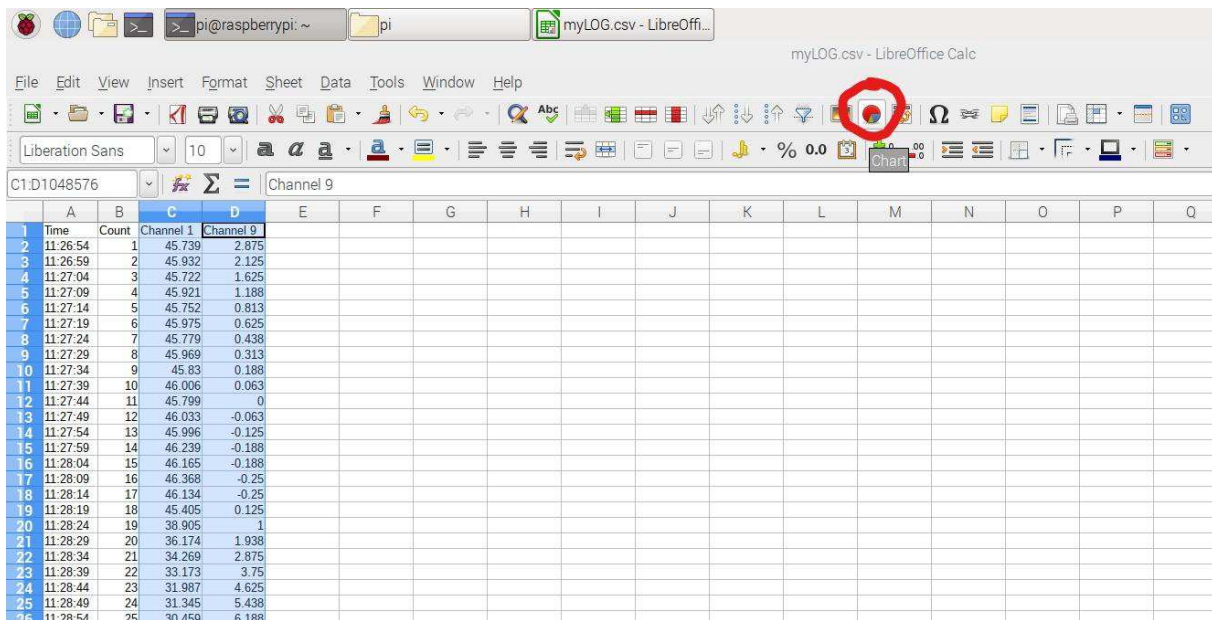 pi@raspberrypi: ~ pi myLOG.csv - LibreOffi...
myLOG.csv - LibreOffice Calc
File Edit View Insert Format Sheet Data Tools Window Help
Abc Ω
Liberation Sans 10 a a a a % 0.0 .00
Chart
C1:D1048576 fx Σ = Channel 9
A B C D E F G H I J K L M N O P Q
1 Time Count Channel 1 Channel 9
2 11:26:54 1 45.739 2.875
3 11:26:59 2 45.932 2.125
4 11:27:04 3 45.722 1.625
5 11:27:09 4 45.921 1.188
6 11:27:14 5 45.752 0.813
7 11:27:19 6 45.975 0.625
8 11:27:24 7 45.779 0.438
9 11:27:29 8 45.969 0.313
10 11:27:34 9 45.83 0.188
11 11:27:39 10 46.006 0.063
12 11:27:44 11 45.799 0
13 11:27:49 12 46.033 -0.063
14 11:27:54 13 45.996 -0.125
15 11:27:59 14 46.239 -0.188
16 11:28:04 15 46.165 -0.188
17 11:28:09 16 46.368 -0.25
18 11:28:14 17 46.134 -0.25
19 11:28:19 18 45.405 0.125
20 11:28:24 19 38.905 1
21 11:28:29 20 36.174 1.938
22 11:28:34 21 34.269 2.875
23 11:28:39 22 33.173 3.75
24 11:28:44 23 31.987 4.625
25 11:28:49 24 31.345 5.438
26 11:28:54 25 30.459 6.188